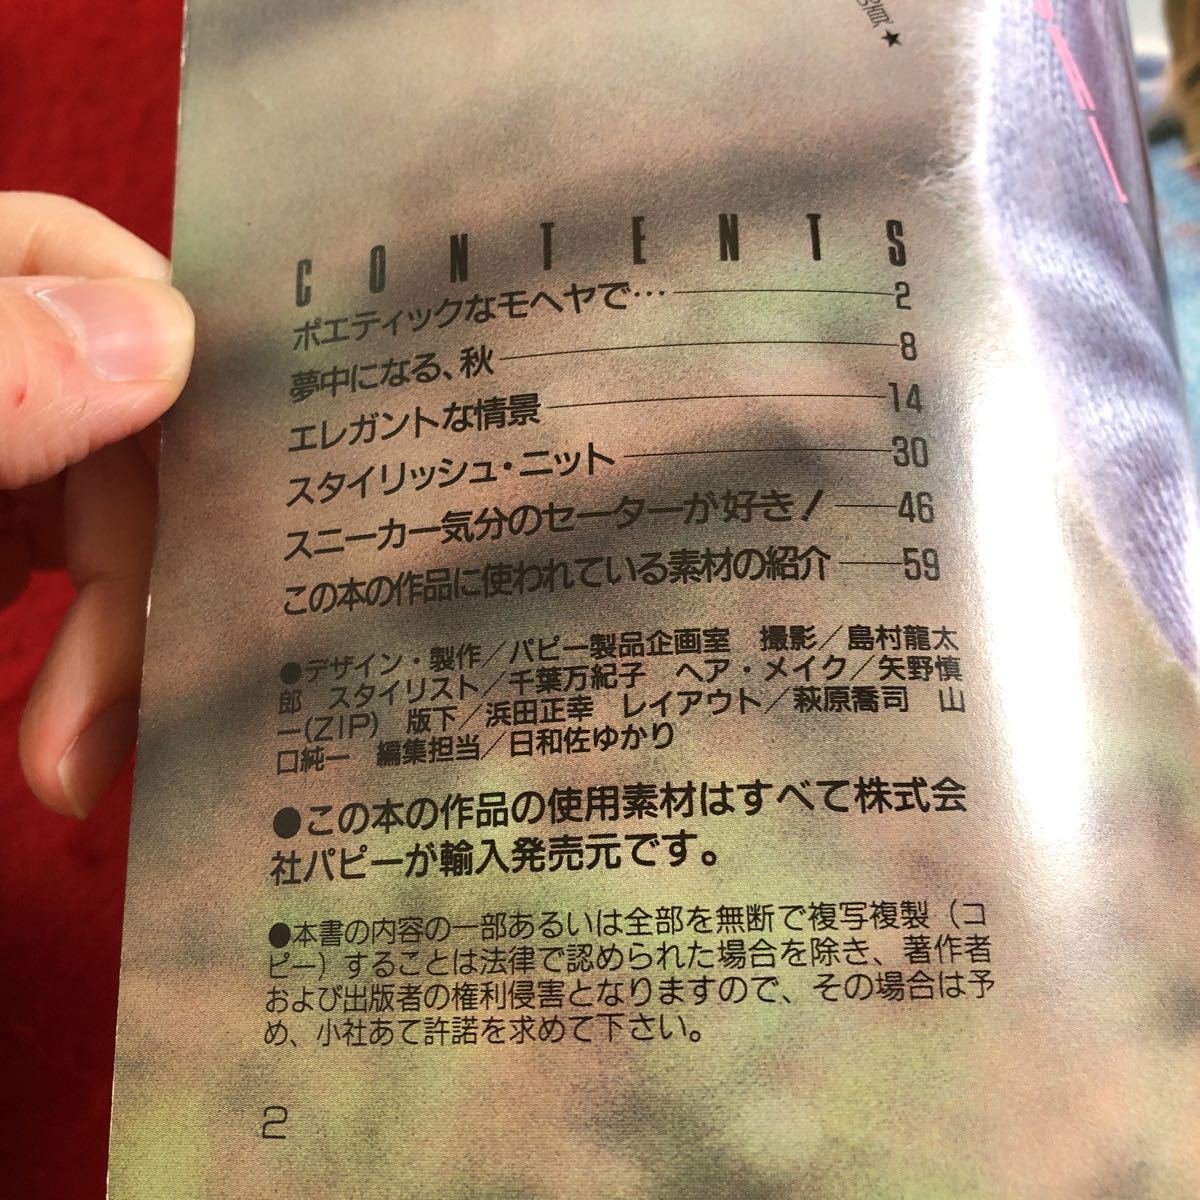 CONTENTS
ポエティックなモヘヤで… 2
夢中になる、秋 8
エレガントな情景 14
スタイリッシュ・ニット 30
スニーカー気分のセーターが好き! 46
この本の作品に使われている素材の紹介 59
●デザイン・製作／パピー製品企画室 撮影／島村龍太
郎 スタイリスト／千葉万紀子 ヘア・メイク／矢野慎
一(ZIP) 版下／浜田正幸 レイアウト／萩原喬司 山
口純一 編集担当／日和佐ゆかり
●この本の作品の使用素材はすべて株式会
社パピーが輸入発売元です。
●本書の内容の一部あるいは全部を無断で複写複製(コ
ピー)することは法律で認められた場合を除き、著作者
および出版者の権利侵害となりますので、その場合は予
め、小社あて許諾を求めて下さい。
2